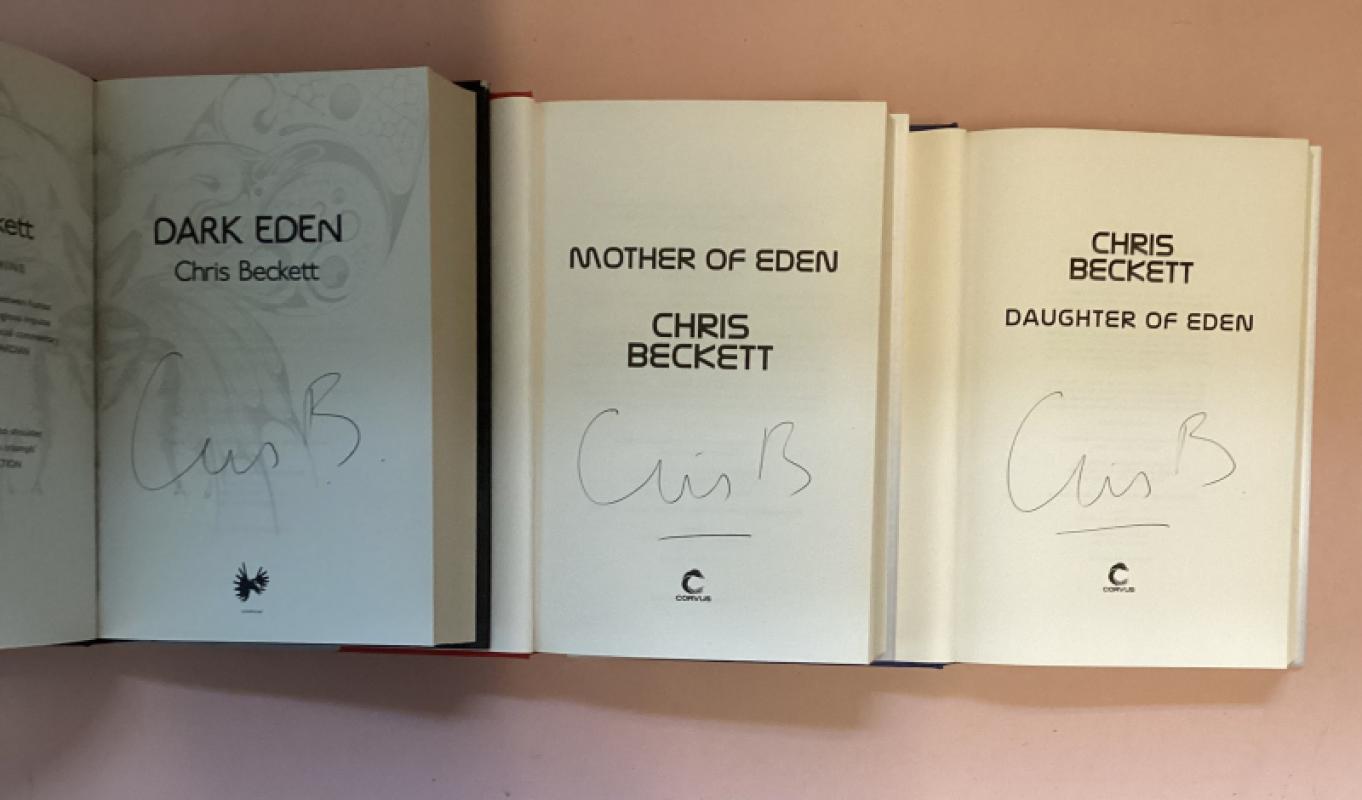 kett
DARK EDEN
Chris Beckett
Chris B
MOTHER OF EDEN
CHRIS
BECKETT
Chris B
CORVUS
CHRIS
BECKETT
DAUGHTER OF EDEN
Chris B
CORVUS